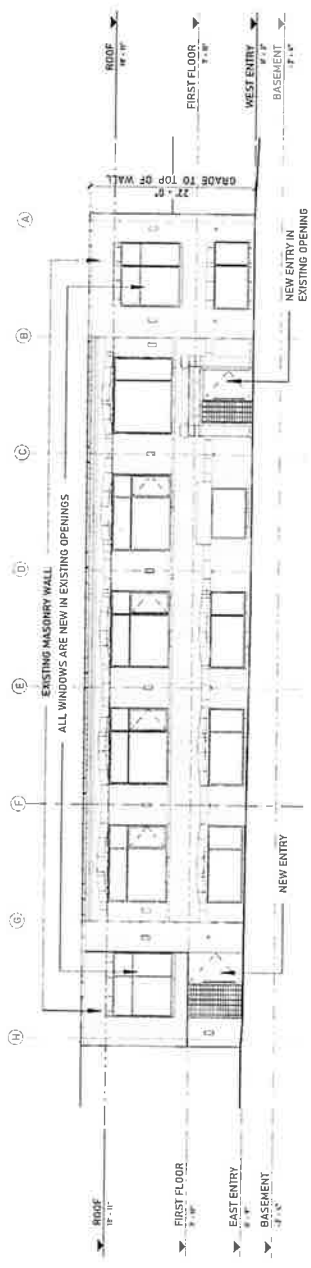 EXISTING MASONRY WALL
ALL WINDOWS ARE NEW IN EXISTING OPENINGS
H
G
F
E
D
C
B
A
22' - 0"
GRADE TO TOP OF WALL
ROOF
FIRST FLOOR
EAST ENTRY
BASEMENT
ROOF
FIRST FLOOR
WEST ENTRY
BASEMENT
NEW ENTRY
NEW ENTRY IN
EXISTING OPENING